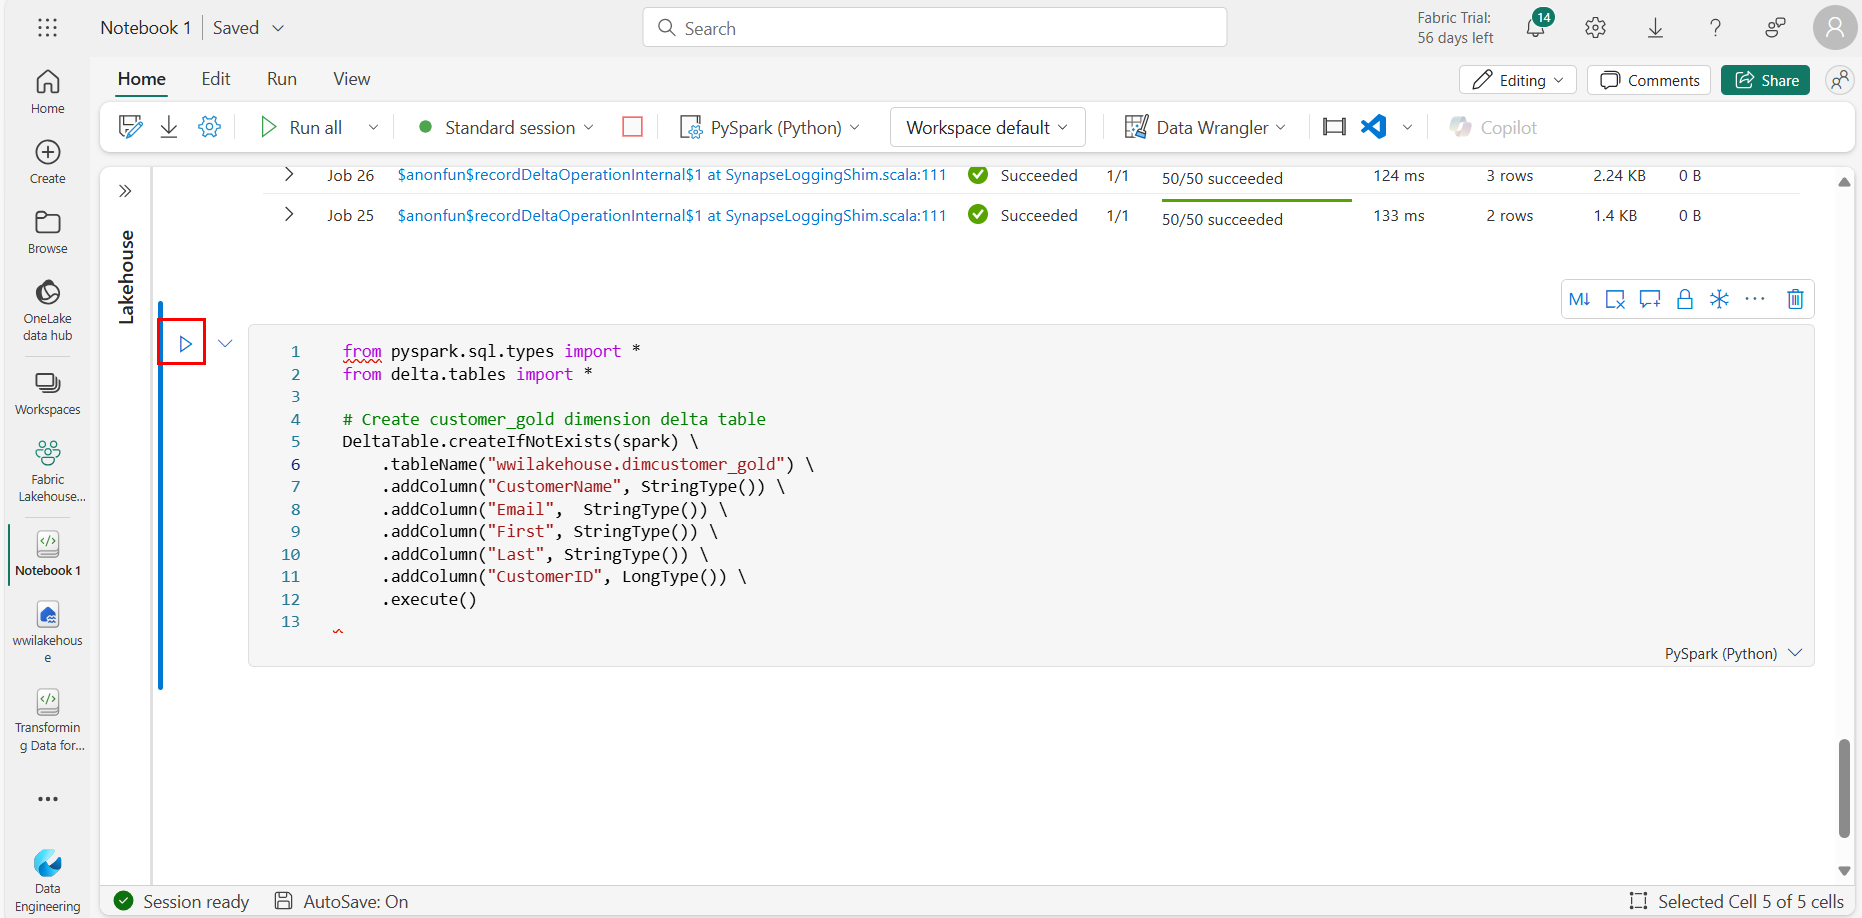 Notebook 1 Saved
Search
Fabric Trial:
56 days left
14
Home Edit Run View
Editing Comments Share
Run all Standard session PySpark (Python) Workspace default Data Wrangler Copilot
Home
Create
Browse
OneLake
data hub
Workspaces
Fabric
Lakehouse...
Notebook 1
wwilakehous
e
Transformin
g Data for...
Data
Engineering
Lakehouse
Job 26 $anonfun$recordDeltaOperationInternal$1 at SynapseLoggingShim.scala:111 Succeeded 1/1 50/50 succeeded 124 ms 3 rows 2.24 KB 0 B
Job 25 $anonfun$recordDeltaOperationInternal$1 at SynapseLoggingShim.scala:111 Succeeded 1/1 50/50 succeeded 133 ms 2 rows 1.4 KB 0 B
M↓ ...
1 from pyspark.sql.types import *
2 from delta.tables import *
3
4 # Create customer_gold dimension delta table
5 DeltaTable.createIfNotExists(spark) \
6 .tableName("wwilakehouse.dimcustomer_gold") \
7 .addColumn("CustomerName", StringType()) \
8 .addColumn("Email",  StringType()) \
9 .addColumn("First", StringType()) \
10 .addColumn("Last", StringType()) \
11 .addColumn("CustomerID", LongType()) \
12 .execute()
13
PySpark (Python)
Session ready AutoSave: On Selected Cell 5 of 5 cells